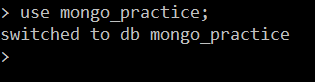 > use mongo_practice;
switched to db mongo_practice
>